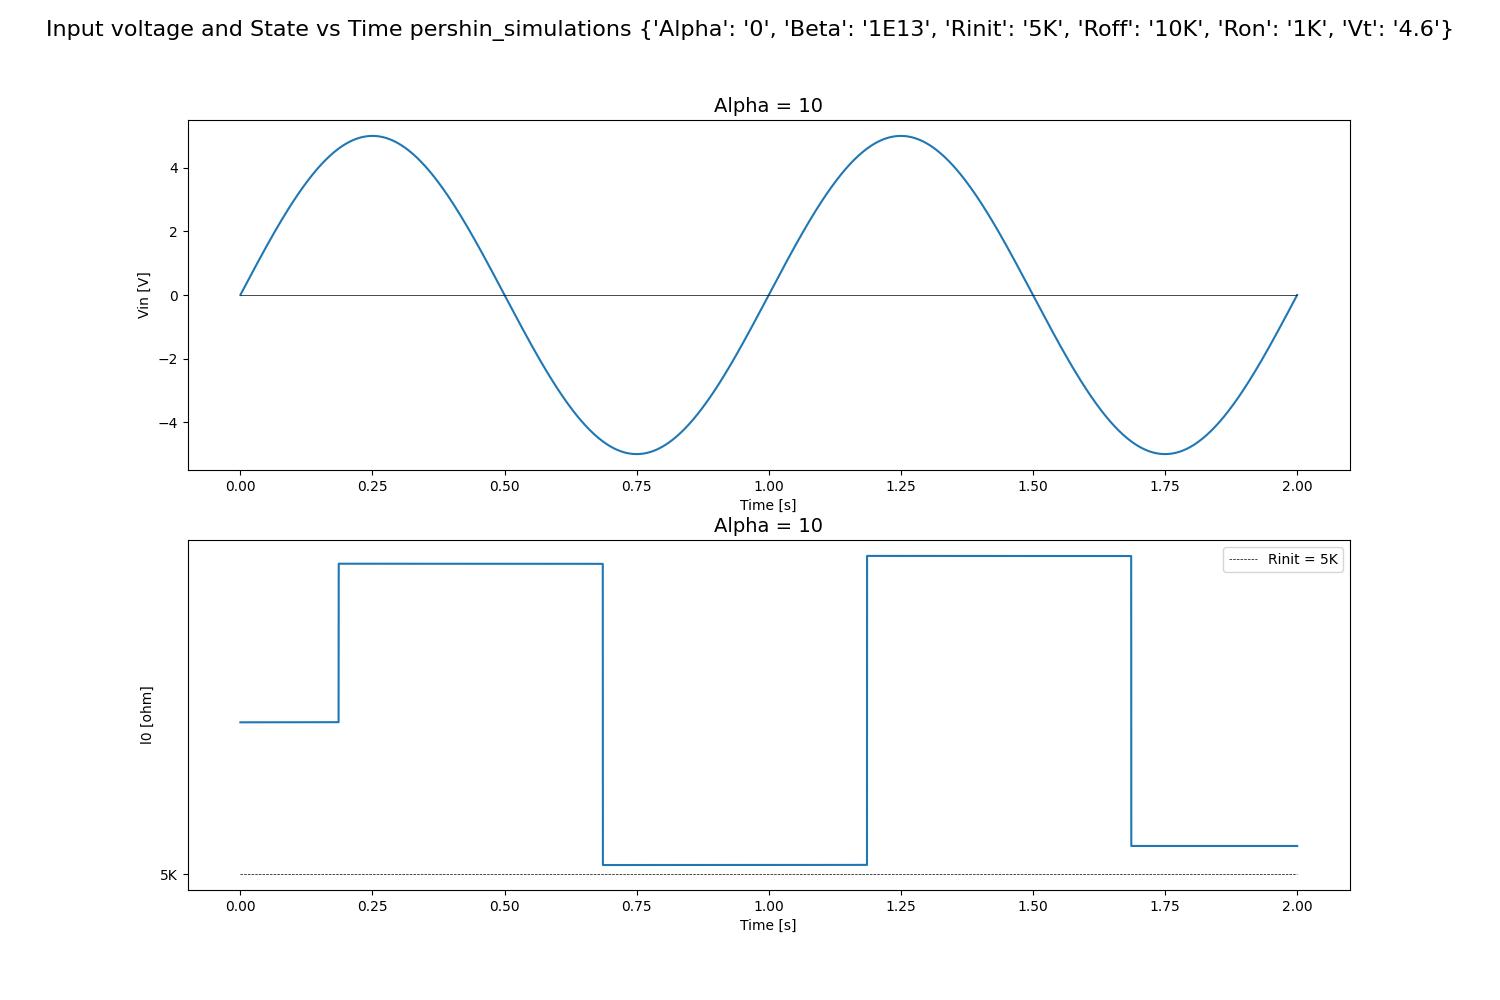 Input voltage and State vs Time pershin_simulations {'Alpha': '0', 'Beta': '1E13', 'Rinit': '5K', 'Roff': '10K', 'Ron': '1K', 'Vt': '4.6'}
Alpha = 10
4
2
0
−2
−4
Vin [V]
0.00 0.25 0.50 0.75 1.00 1.25 1.50 1.75 2.00
Time [s]
Alpha = 10
Rinit = 5K
l0 [ohm]
5K
0.00 0.25 0.50 0.75 1.00 1.25 1.50 1.75 2.00
Time [s]